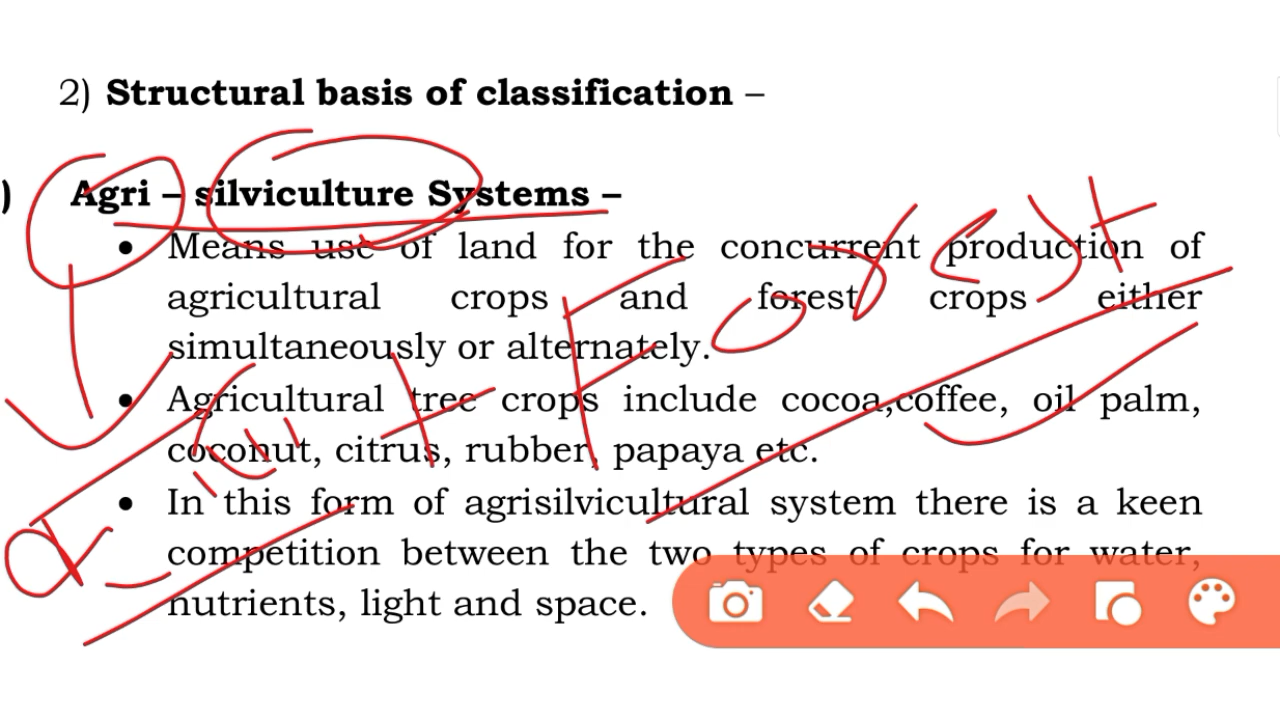 2) Structural basis of classification –
) Agri – silviculture Systems –
• Means use of land for the concurrent production of
agricultural crops and forest crops either
simultaneously or alternately.
• Agricultural tree crops include cocoa,coffee, oil palm,
coconut, citrus, rubber, papaya etc.
• In this form of agrisilvicultural system there is a keen
competition between the two types of crops for water,
nutrients, light and space.
+ Forest